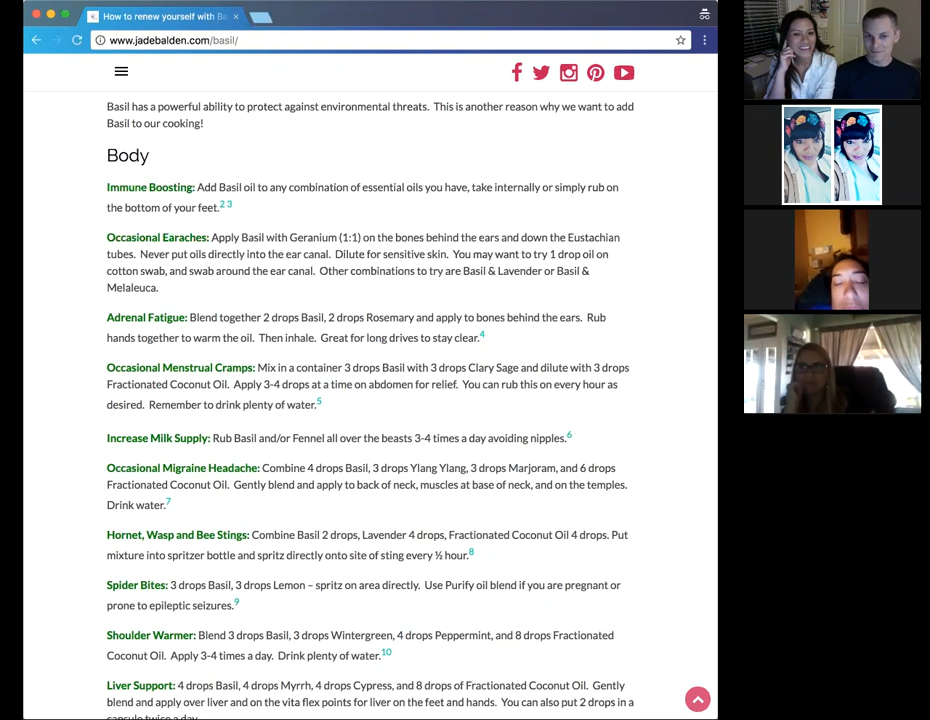 How to renew yourself with Ba
www.jadebalden.com/basil/
Basil has a powerful ability to protect against environmental threats. This is another reason why we want to add
Basil to our cooking!
Body
Immune Boosting: Add Basil oil to any combination of essential oils you have, take internally or simply rub on
the bottom of your feet.2 3
Occasional Earaches: Apply Basil with Geranium (1:1) on the bones behind the ears and down the Eustachian
tubes. Never put oils directly into the ear canal. Dilute for sensitive skin. You may want to try 1 drop oil on
cotton swab, and swab around the ear canal. Other combinations to try are Basil & Lavender or Basil &
Melaleuca.
Adrenal Fatigue: Blend together 2 drops Basil, 2 drops Rosemary and apply to bones behind the ears. Rub
hands together to warm the oil. Then inhale. Great for long drives to stay clear.4
Occasional Menstrual Cramps: Mix in a container 3 drops Basil with 3 drops Clary Sage and dilute with 3 drops
Fractionated Coconut Oil. Apply 3-4 drops at a time on abdomen for relief. You can rub this on every hour as
desired. Remember to drink plenty of water.5
Increase Milk Supply: Rub Basil and/or Fennel all over the beasts 3-4 times a day avoiding nipples.6
Occasional Migraine Headache: Combine 4 drops Basil, 3 drops Ylang Ylang, 3 drops Marjoram, and 6 drops
Fractionated Coconut Oil. Gently blend and apply to back of neck, muscles at base of neck, and on the temples.
Drink water.7
Hornet, Wasp and Bee Stings: Combine Basil 2 drops, Lavender 4 drops, Fractionated Coconut Oil 4 drops. Put
mixture into spritzer bottle and spritz directly onto site of sting every ½ hour.8
Spider Bites: 3 drops Basil, 3 drops Lemon – spritz on area directly. Use Purify oil blend if you are pregnant or
prone to epileptic seizures.9
Shoulder Warmer: Blend 3 drops Basil, 3 drops Wintergreen, 4 drops Peppermint, and 8 drops Fractionated
Coconut Oil. Apply 3-4 times a day. Drink plenty of water.10
Liver Support: 4 drops Basil, 4 drops Myrrh, 4 drops Cypress, and 8 drops of Fractionated Coconut Oil. Gently
blend and apply over liver and on the vita flex points for liver on the feet and hands. You can also put 2 drops in a
capsule twice a day